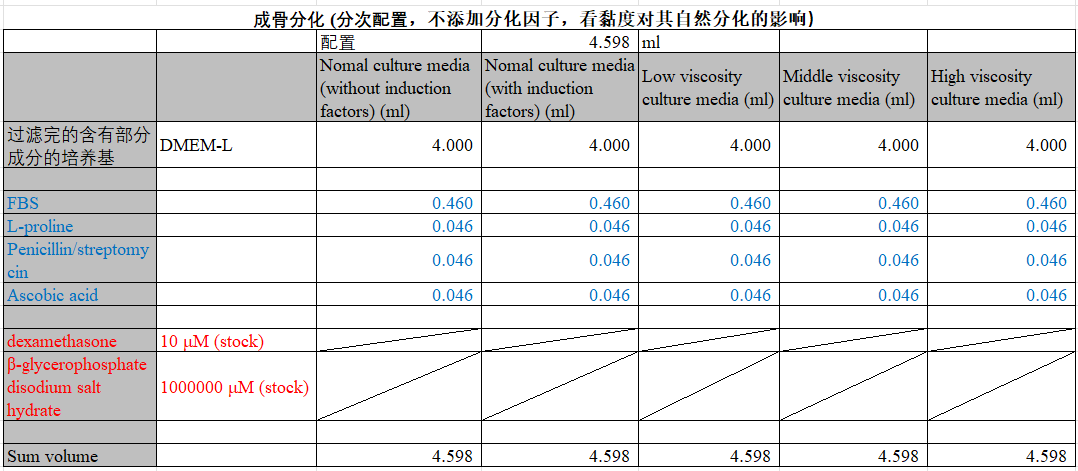 成骨分化 (分次配置，不添加分化因子，看黏度对其自然分化的影响)
配置 4.598 ml
Nomal culture media (without induction factors) (ml) Nomal culture media (with induction factors) (ml) Low viscosity culture media (ml) Middle viscosity culture media (ml) High viscosity culture media (ml)
过滤完的含有部分成分的培养基 DMEM-L 4.000 4.000 4.000 4.000 4.000
FBS 0.460 0.460 0.460 0.460 0.460
L-proline 0.046 0.046 0.046 0.046 0.046
Penicillin/streptomycin 0.046 0.046 0.046 0.046 0.046
Ascobic acid 0.046 0.046 0.046 0.046 0.046
dexamethasone 10 μM (stock)
β-glycerophosphate disodium salt hydrate 1000000 μM (stock)
Sum volume 4.598 4.598 4.598 4.598 4.598